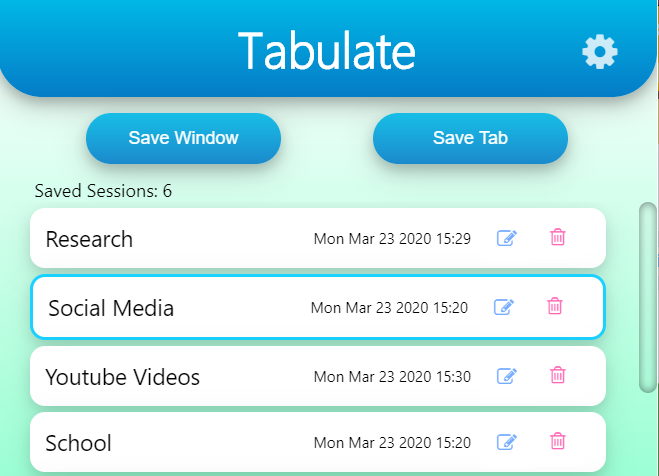 Tabulate
Save Window Save Tab
Saved Sessions: 6
Research Mon Mar 23 2020 15:29
Social Media Mon Mar 23 2020 15:20
Youtube Videos Mon Mar 23 2020 15:30
School Mon Mar 23 2020 15:20